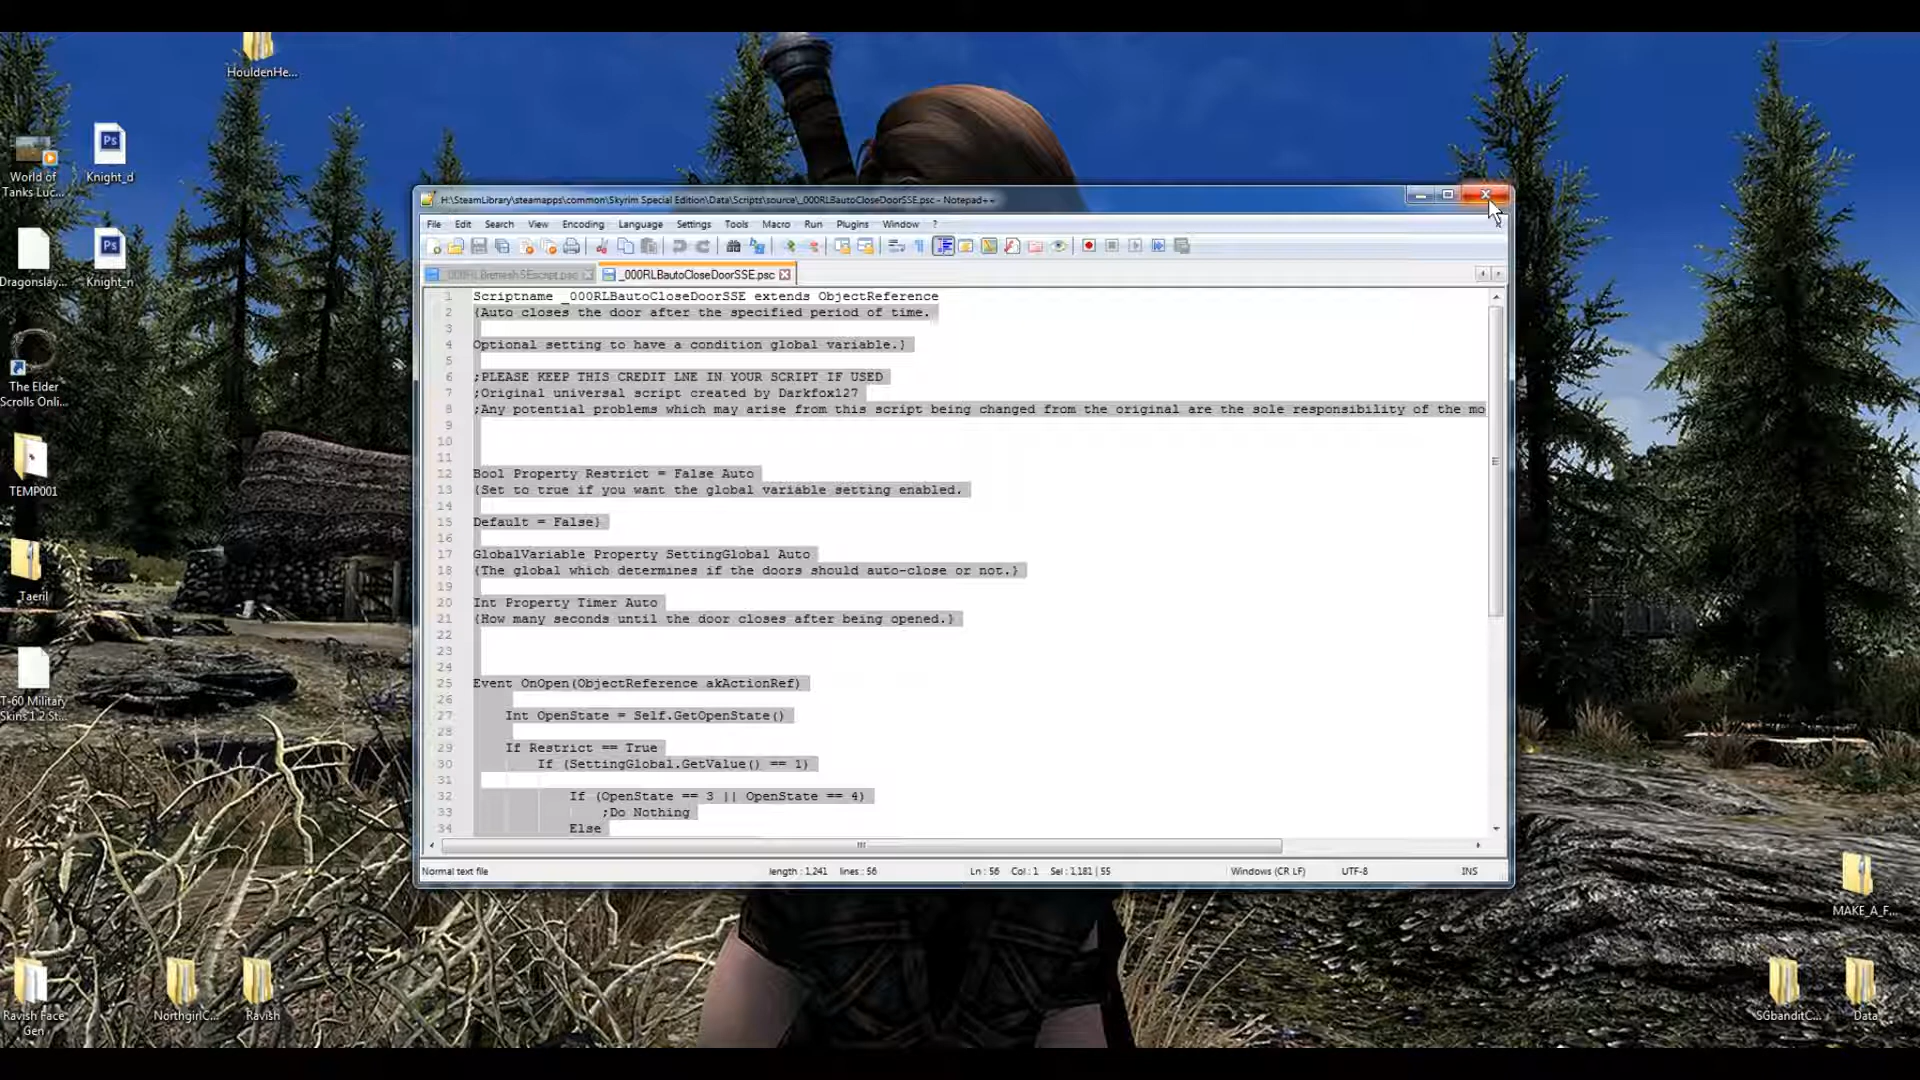 HouldenHe...
World of
Tanks Luc...
Knight_d
Dragonslay...
Knight_n
The Elder
Scrolls Onli...
TEMP001
Taeril
T-60 Military
Skins 1.2 St...
Ravish Face
Gen
NorthgirlC...
Ravish
MAKE_A_F...
SGbanditC...
Data
H:\SteamLibrary\steamapps\common\Skyrim Special Edition\Data\Scripts\source\_000RLBautoCloseDoorSSE.psc - Notepad++
File Edit Search View Encoding Language Settings Tools Macro Run Plugins Window ?
_000RLBautoCloseDoorSSE.psc
1 Scriptname _000RLBautoCloseDoorSSE extends ObjectReference
2 {Auto closes the door after the specified period of time.
3
4 Optional setting to have a condition global variable.}
5
6 ;PLEASE KEEP THIS CREDIT LNE IN YOUR SCRIPT IF USED
7 ;Original universal script created by Darkfox127
8 ;Any potential problems which may arise from this script being changed from the original are the sole responsibility of the mo
9
10
11
12 Bool Property Restrict = False Auto
13 {Set to true if you want the global variable setting enabled.
14
15 Default = False}
16
17 GlobalVariable Property SettingGlobal Auto
18 {The global which determines if the doors should auto-close or not.}
19
20 Int Property Timer Auto
21 {How many seconds until the door closes after being opened.}
22
23
24
25 Event OnOpen(ObjectReference akActionRef)
26
27 Int OpenState = Self.GetOpenState()
28
29 If Restrict == True
30 If (SettingGlobal.GetValue() == 1)
31
32 If (OpenState == 3 || OpenState == 4)
33 ;Do Nothing
34 Else
Normal text file length : 1,241 lines : 56 Ln : 56 Col : 1 Sel : 1,181 | 55 Windows (CR LF) UTF-8 INS